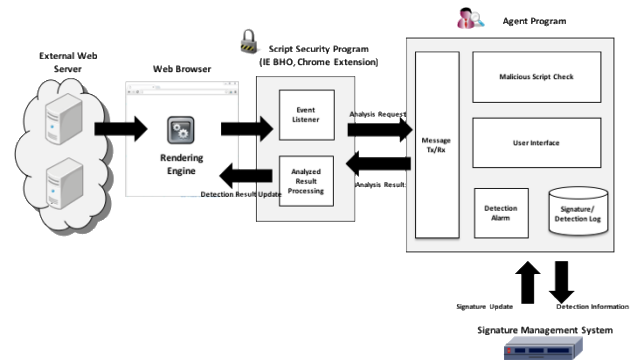 Agent Program
Script Security Program
(IE BHO, Chrome Extension)
External Web
Server
Web Browser
Rendering
Engine
Event
Listener
Analyzed
Result
Processing
Analysis Request
Analysis Result
Detection Result Update
Message
Tx/Rx
Malicious Script Check
User Interface
Detection
Alarm
Signature/
Detection Log
Signature Update
Detection Information
Signature Management System